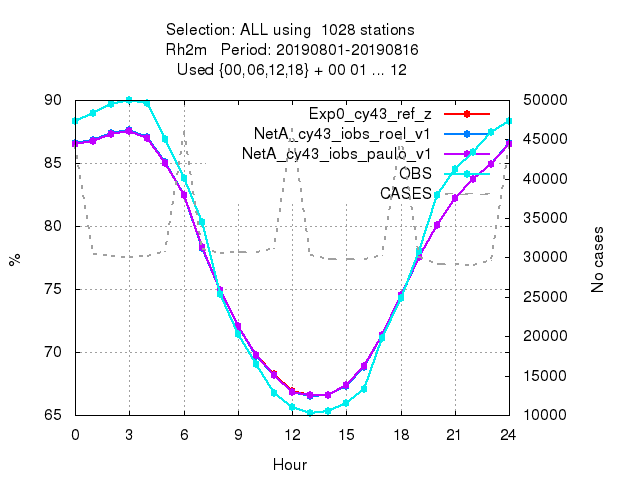 Selection: ALL using  1028 stations
Rh2m   Period: 20190801-20190816
Used {00,06,12,18} + 00 01 ... 12
90 50000
Exp0_cy43_ref_z
NetA_cy43_iobs_roel_v1 45000
NetA_cy43_iobs_paulo_v1
85 OBS 40000
CASES
80 35000
% 30000 No cases
75 25000
70 20000
15000
65 10000
0 3 6 9 12 15 18 21 24
Hour